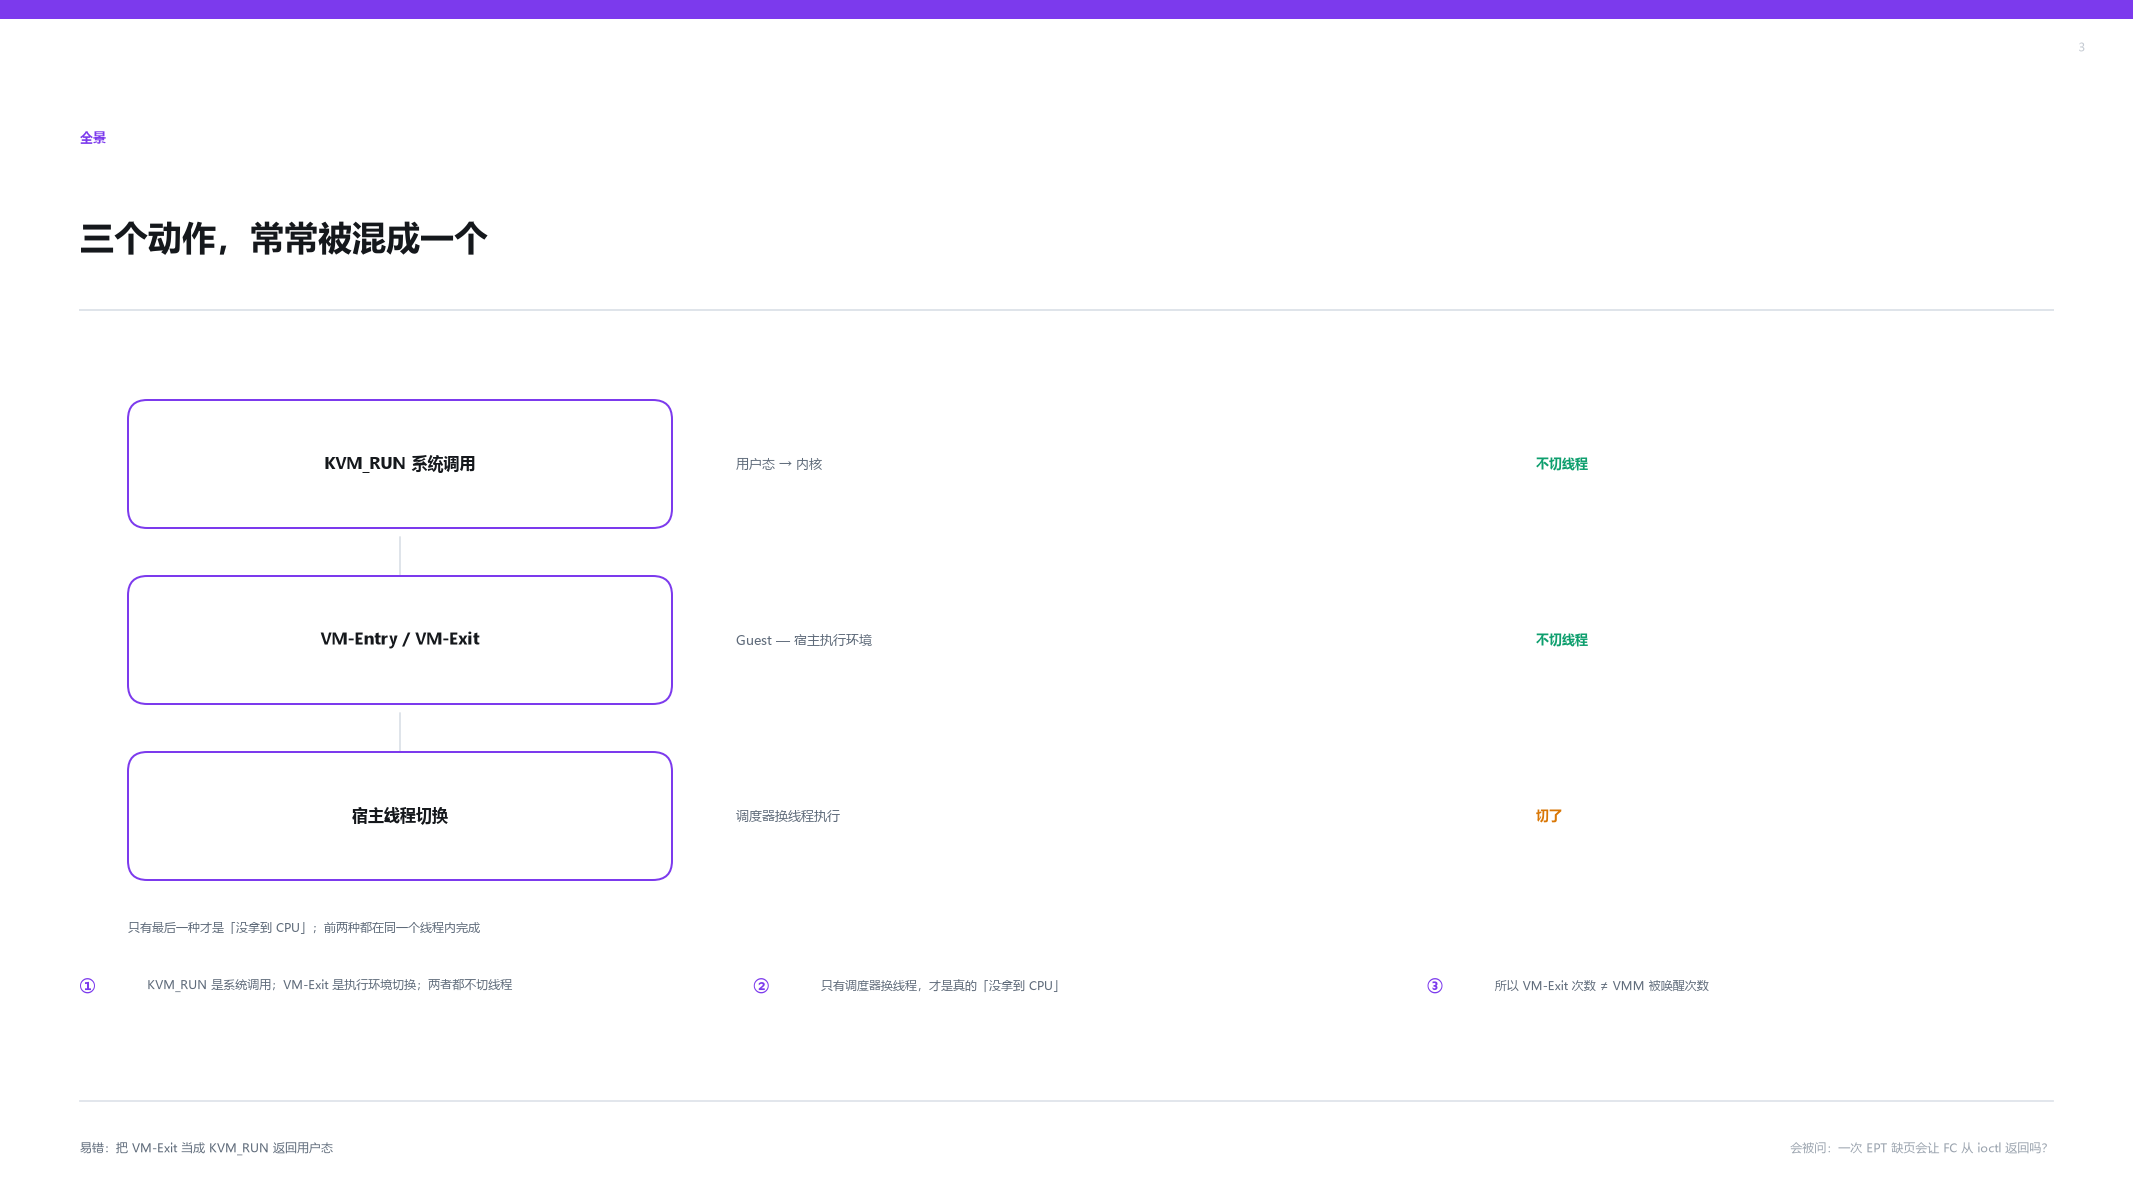 3
全景
三个动作，常常被混成一个
KVM_RUN 系统调用
用户态 → 内核
不切线程
VM-Entry / VM-Exit
Guest — 宿主执行环境
不切线程
宿主线程切换
调度器换线程执行
切了
只有最后一种才是「没拿到 CPU」；前两种都在同一个线程内完成
① KVM_RUN 是系统调用；VM-Exit 是执行环境切换；两者都不切线程
② 只有调度器换线程，才是真的「没拿到 CPU」
③ 所以 VM-Exit 次数 ≠ VMM 被唤醒次数
易错：把 VM-Exit 当成 KVM_RUN 返回用户态
会被问：一次 EPT 缺页会让 FC 从 ioctl 返回吗？